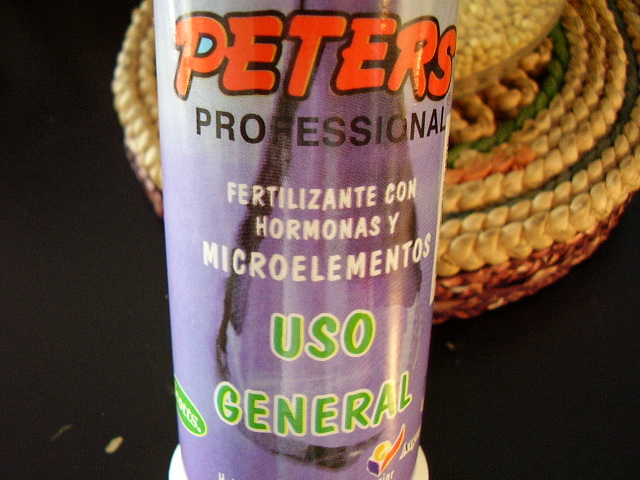 PETERS
PROFESSIONAL
FERTILIZANTE CON
HORMONAS Y
MICROELEMENTOS
USO
GENERAL